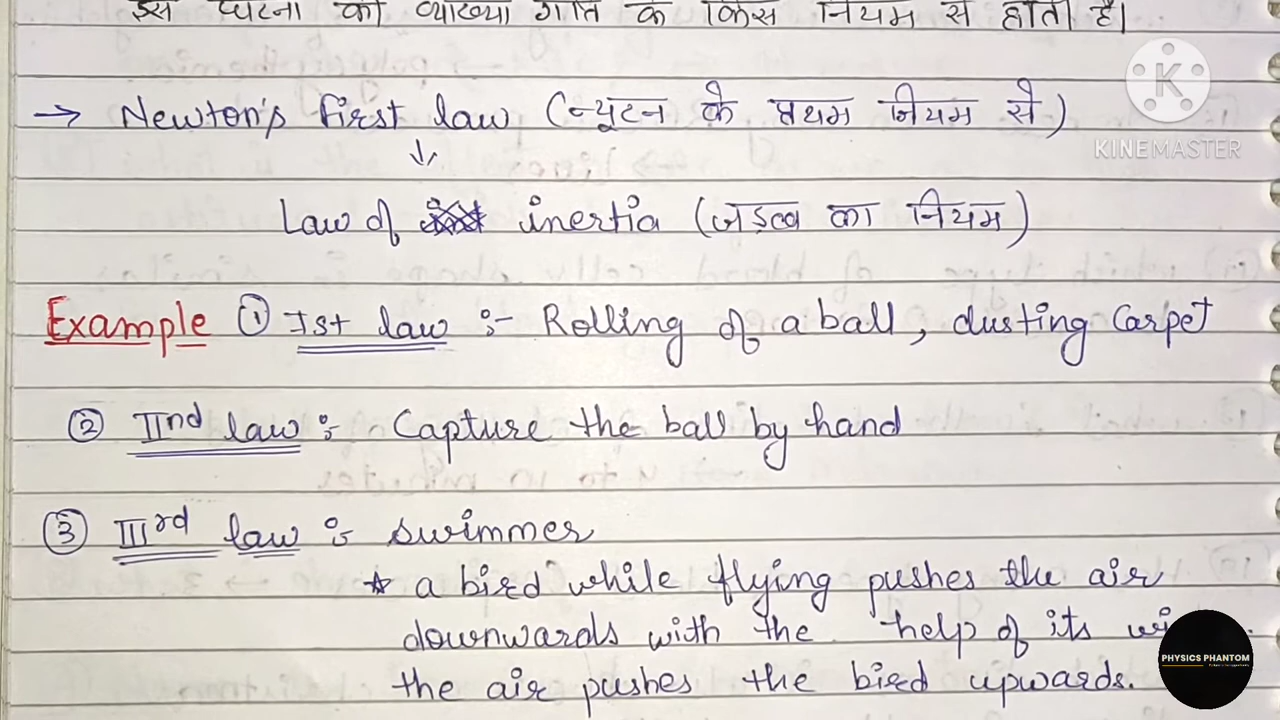 इस घटना की व्याख्या गति के किस नियम से होती है।
→ Newton's first law (न्यूटन के प्रथम नीयम से)
KINEMASTER
Law of inertia (जड़त्व का नियम)
Example ① Ist law :- Rolling of a ball, dusting Carpet
② IInd law :- Capture the ball by hand
③ IIIrd law :- swimmer
* a bird while flying pushes the air
downwards with the help of its
the air pushes the bird upwards.
PHYSICS PHANTOM